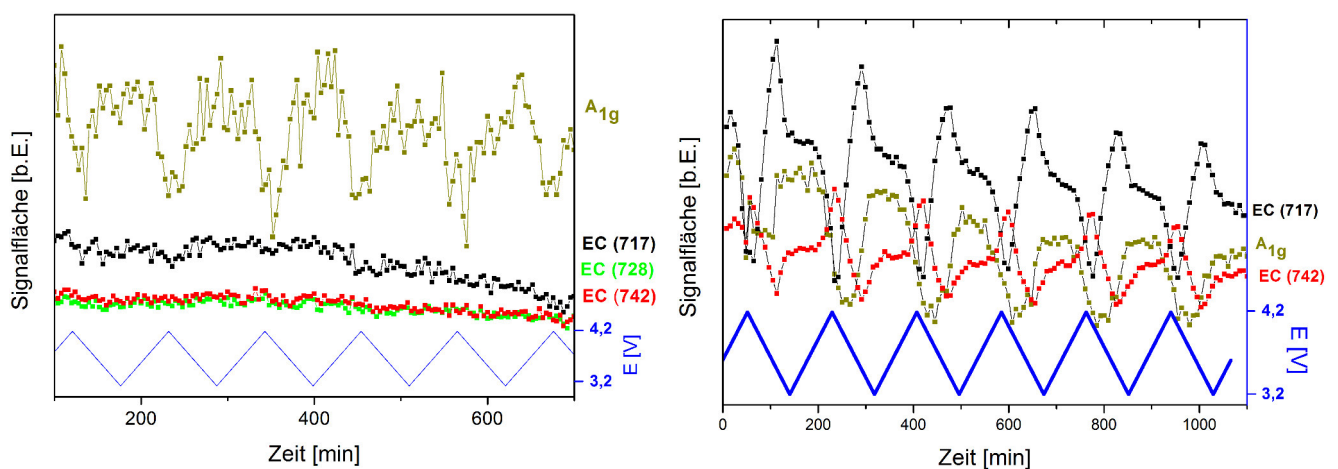 Signalfläche [b.E.]
A1g
EC (717)
EC (728)
EC (742)
4,2
3,2
E [V]
200
400
600
Zeit [min]
Signalfläche [b.E.]
EC (717)
A1g
EC (742)
4,2
3,2
E [V]
0
200
400
600
800
1000
Zeit [min]